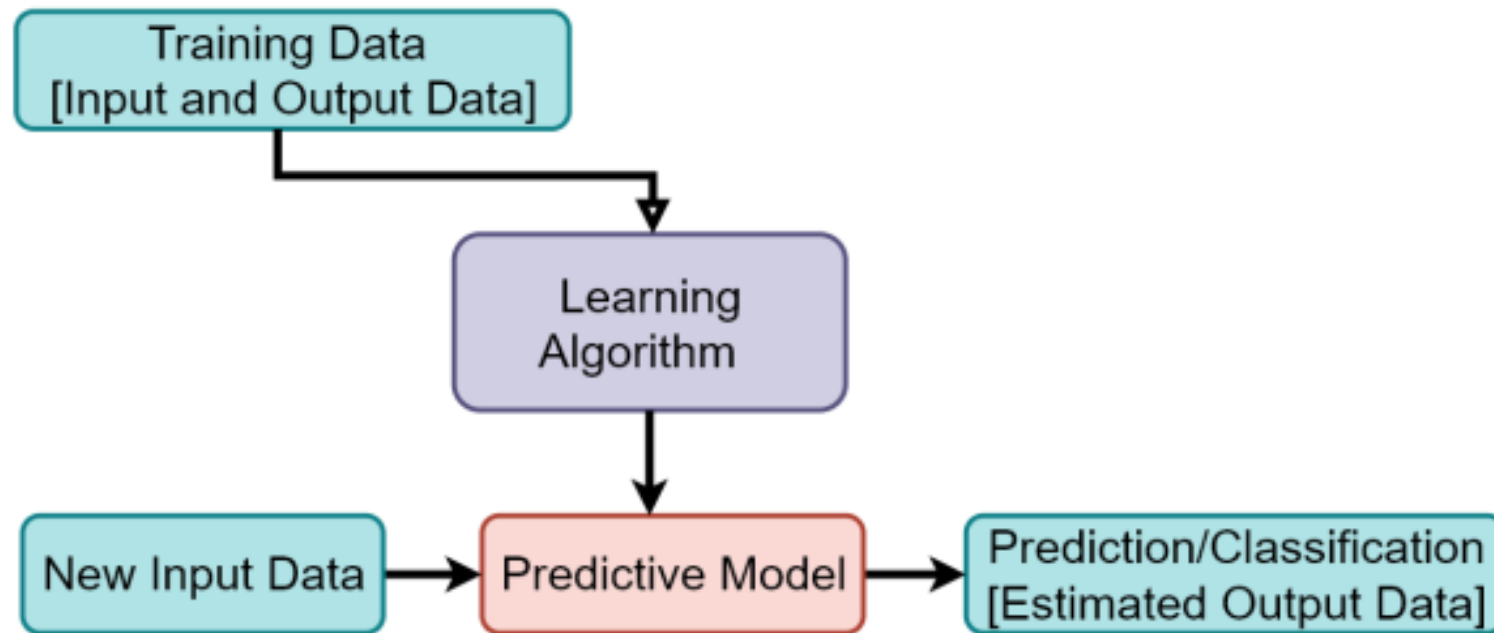 Training Data
[Input and Output Data]
Learning
Algorithm
New Input Data
Predictive Model
Prediction/Classification
[Estimated Output Data]